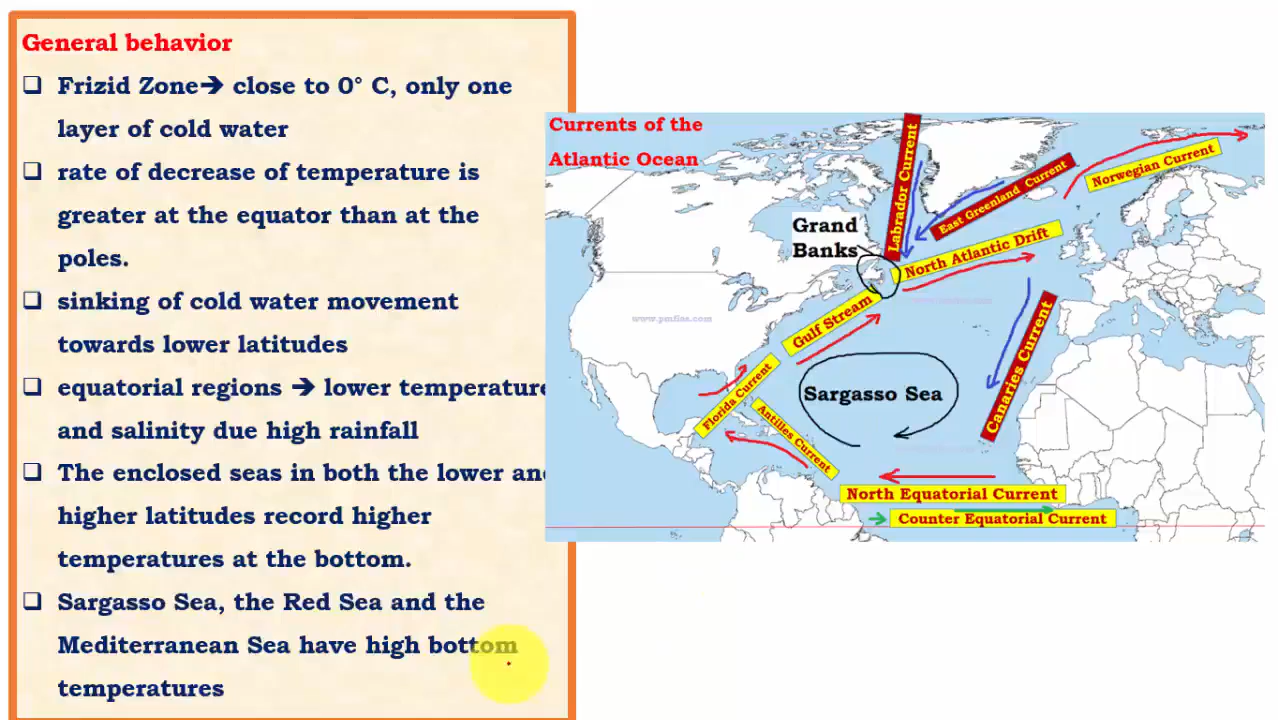 General behavior
❑ Frizid Zone➔ close to 0° C, only one
layer of cold water
❑ rate of decrease of temperature is
greater at the equator than at the
poles.
❑ sinking of cold water movement
towards lower latitudes
❑ equatorial regions ➔ lower temperature
and salinity due high rainfall
❑ The enclosed seas in both the lower an
higher latitudes record higher
temperatures at the bottom.
❑ Sargasso Sea, the Red Sea and the
Mediterranean Sea have high bottom
temperatures
Currents of the
Atlantic Ocean
Labrador Current
East Greenland Current
Norwegian Current
Grand
Banks
North Atlantic Drift
Gulf Stream
www.pmfias.com
Canaries Current
Sargasso Sea
Florida Current
Antilles Current
North Equatorial Current
Counter Equatorial Current